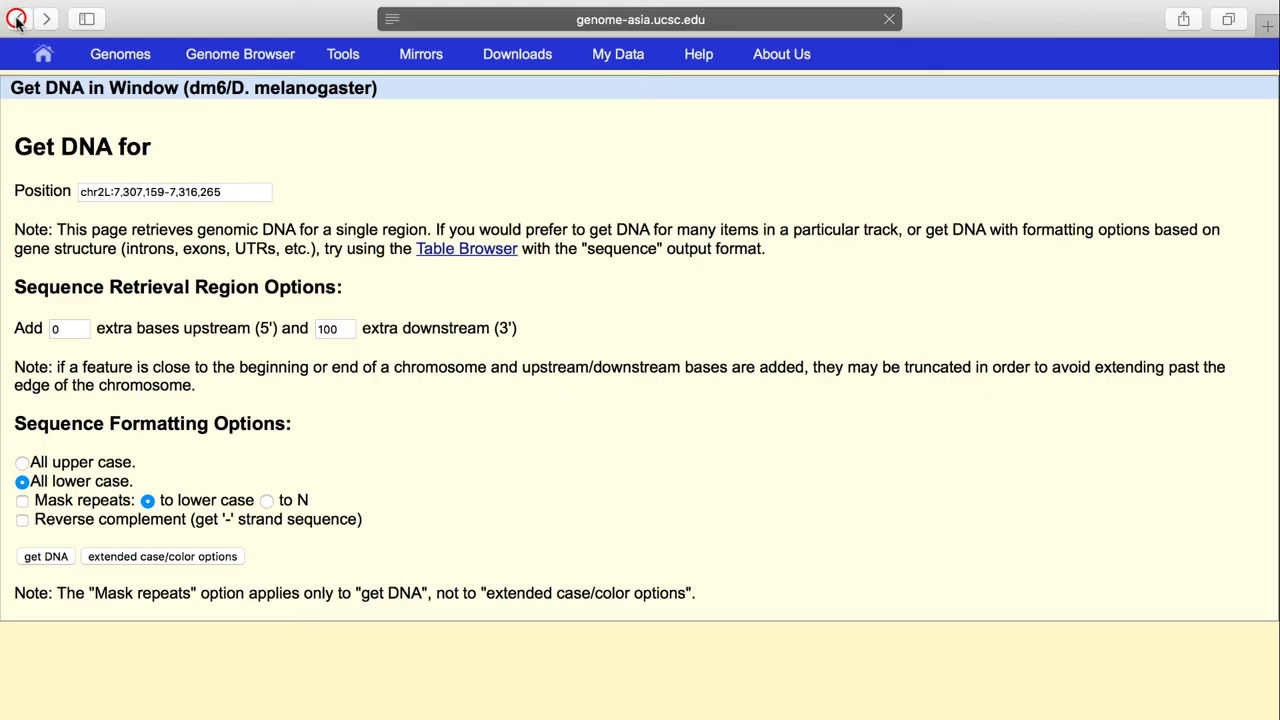 genome-asia.ucsc.edu
Genomes Genome Browser Tools Mirrors Downloads My Data Help About Us
Get DNA in Window (dm6/D. melanogaster)
Get DNA for
Position chr2L:7,307,159-7,316,265
Note: This page retrieves genomic DNA for a single region. If you would prefer to get DNA for many items in a particular track, or get DNA with formatting options based on
gene structure (introns, exons, UTRs, etc.), try using the Table Browser with the "sequence" output format.
Sequence Retrieval Region Options:
Add 0 extra bases upstream (5') and 100 extra downstream (3')
Note: if a feature is close to the beginning or end of a chromosome and upstream/downstream bases are added, they may be truncated in order to avoid extending past the
edge of the chromosome.
Sequence Formatting Options:
All upper case.
All lower case.
Mask repeats: to lower case to N
Reverse complement (get '-' strand sequence)
get DNA extended case/color options
Note: The "Mask repeats" option applies only to "get DNA", not to "extended case/color options".